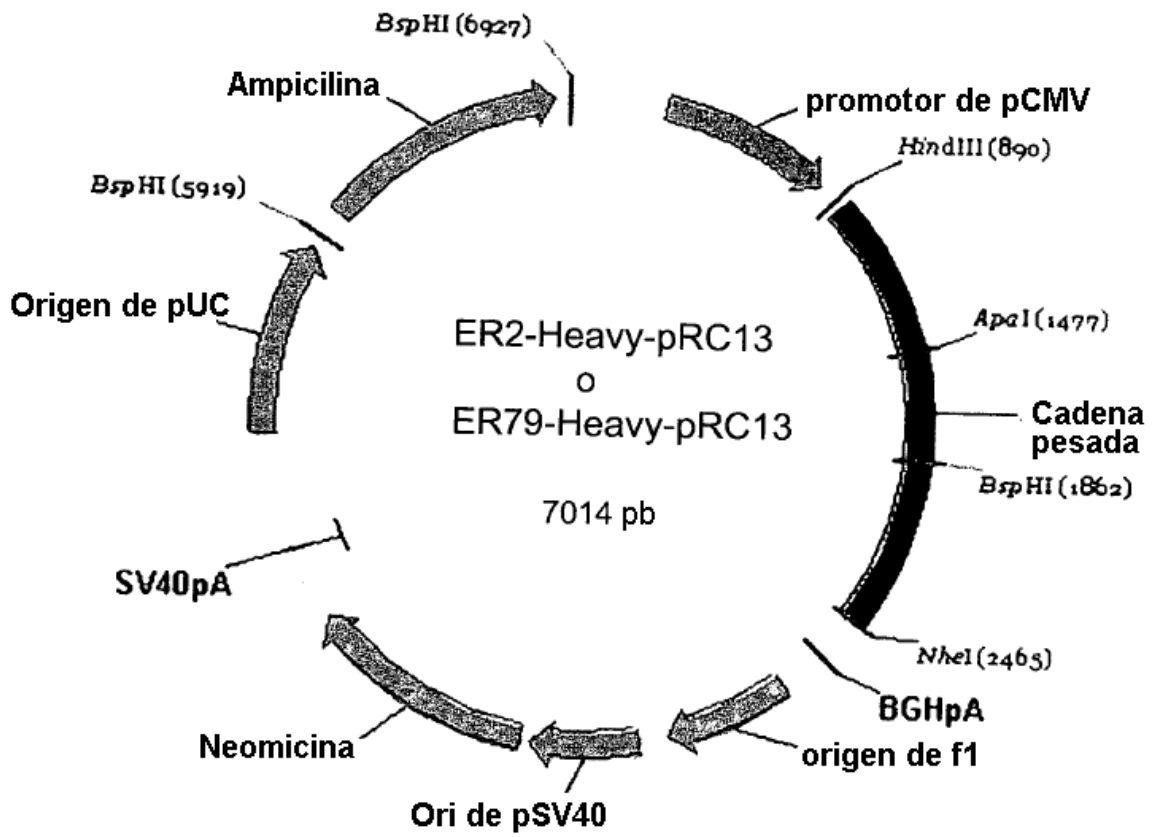 BspHI (6927)
Ampicilina
promotor de pCMV
HindIII (890)
BspHI (5919)
Origen de pUC
ApaI (1477)
ER2-Heavy-pRC13
o
ER79-Heavy-pRC13
Cadena
pesada
BspHI (1862)
7014 pb
SV40pA
NheI (2465)
BGHpA
Neomicina
origen de f1
Ori de pSV40